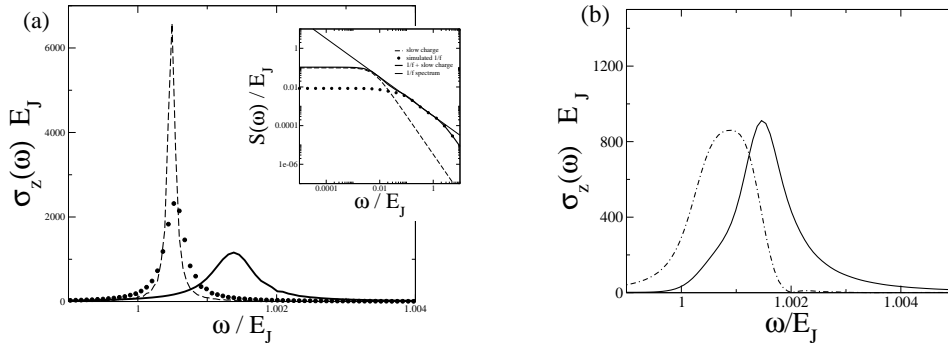 (a)
6000
4000
2000
0
σz(ω) EJ
1
1.002
1.004
ω / EJ
S(ω) / EJ
1
0.01
0.0001
1e-06
0.0001
0.01
1
ω / EJ
slow charge
simulated 1/f
1/f + slow charge
1/f spectrum
(b)
1200
800
400
0
σz(ω) EJ
1
1.002
1.004
ω/EJ